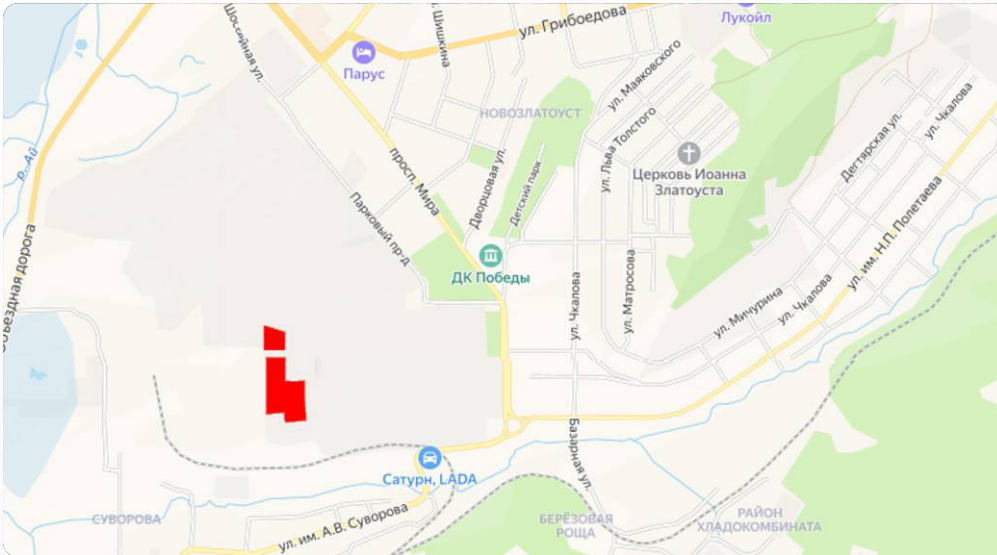 ул. Грибоедова
Лукойл
Шоссейная ул.
ул. Шишкина
Парус
ул. Маяковского
НОВОЗЛАТОУСТ
ул. Льва Толстого
ул. Чкалова
Дегтярская ул.
р. Ай
просп. Мира
Дворцовая ул.
Детский парк
Церковь Иоанна
Златоуста
Парковый пр-д
ул. им. Н.П. Полетаева
ДК Победы
ул. Чкалова
ул. Матросова
ул. Мичурина
ул. Чкалова
Объездная дорога
Базарная ул.
Сатурн, LADA
СУВОРОВА
ул. им. А.В. Суворова
БЕРЁЗОВАЯ
РОЩА
РАЙОН
ХЛАДОКОМБИНАТА